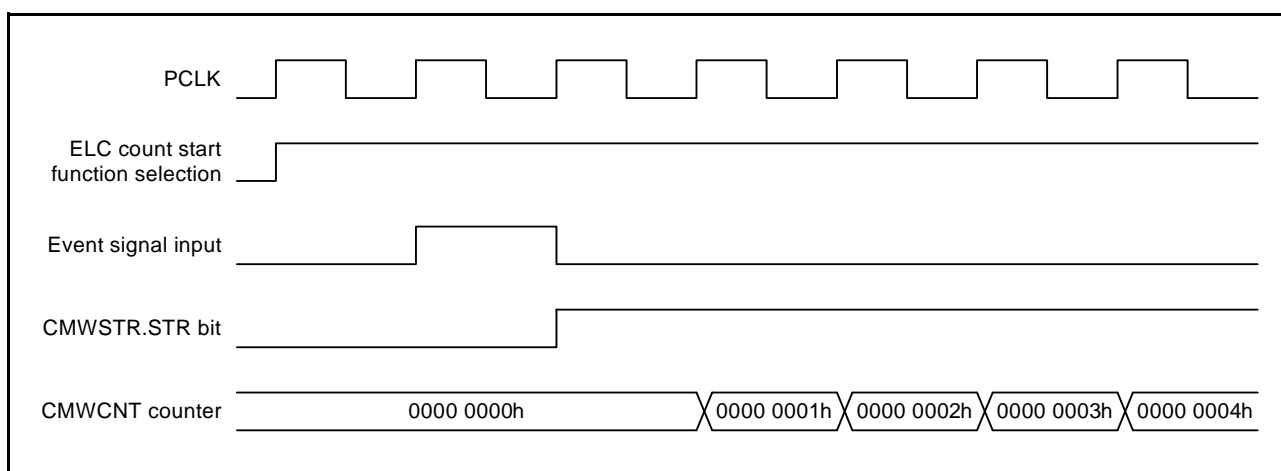 PCLK
ELC count start
function selection
Event signal input
CMWSTR.STR bit
CMWCNT counter
0000 0000h
0000 0001h
0000 0002h
0000 0003h
0000 0004h